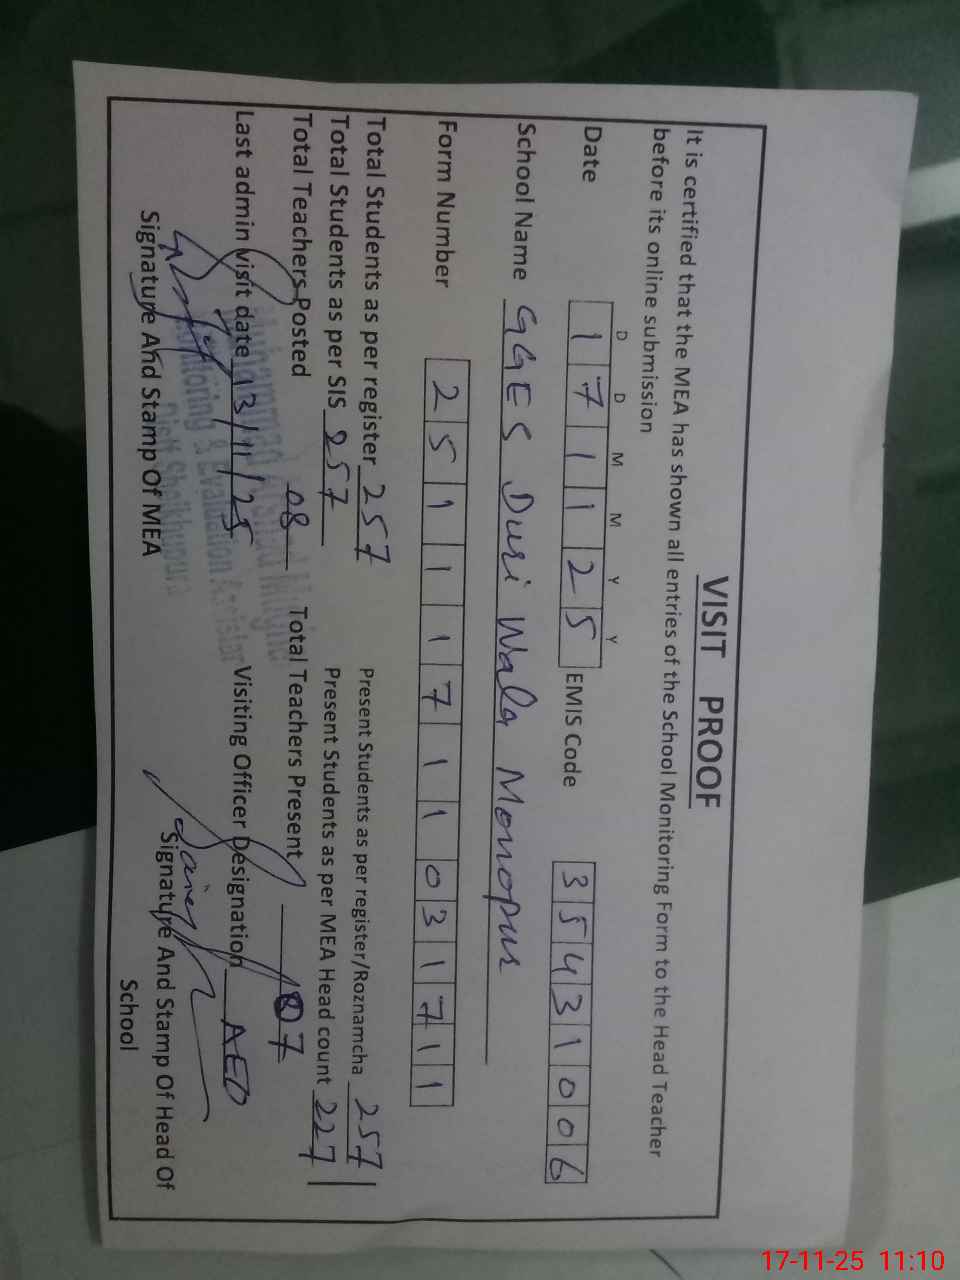 VISIT PROOF
It is certified that the MEA has shown all entries of the School Monitoring Form to the Head Teacher
before its online submission
D D M M Y Y
Date 1 7 1 1 2 5 EMIS Code 3 5 4 3 1 0 0 6
School Name GGES Duri Wala Monopur
Form Number 2 5 1 1 1 7 1 1 0 3 1 7 1 1
Total Students as per register 257 Present Students as per register/Roznamcha 257
Total Students as per SIS 257 Present Students as per MEA Head count 227
Total Teachers Posted 08 Total Teachers Present 07
Last admin visit date 13/11/25 Visiting Officer Designation AEO
Monitoring & Evaluation Assistant
Distt Sheikhupura
Signature And Stamp Of MEA Signature And Stamp Of Head Of
School
17-11-25 11:10